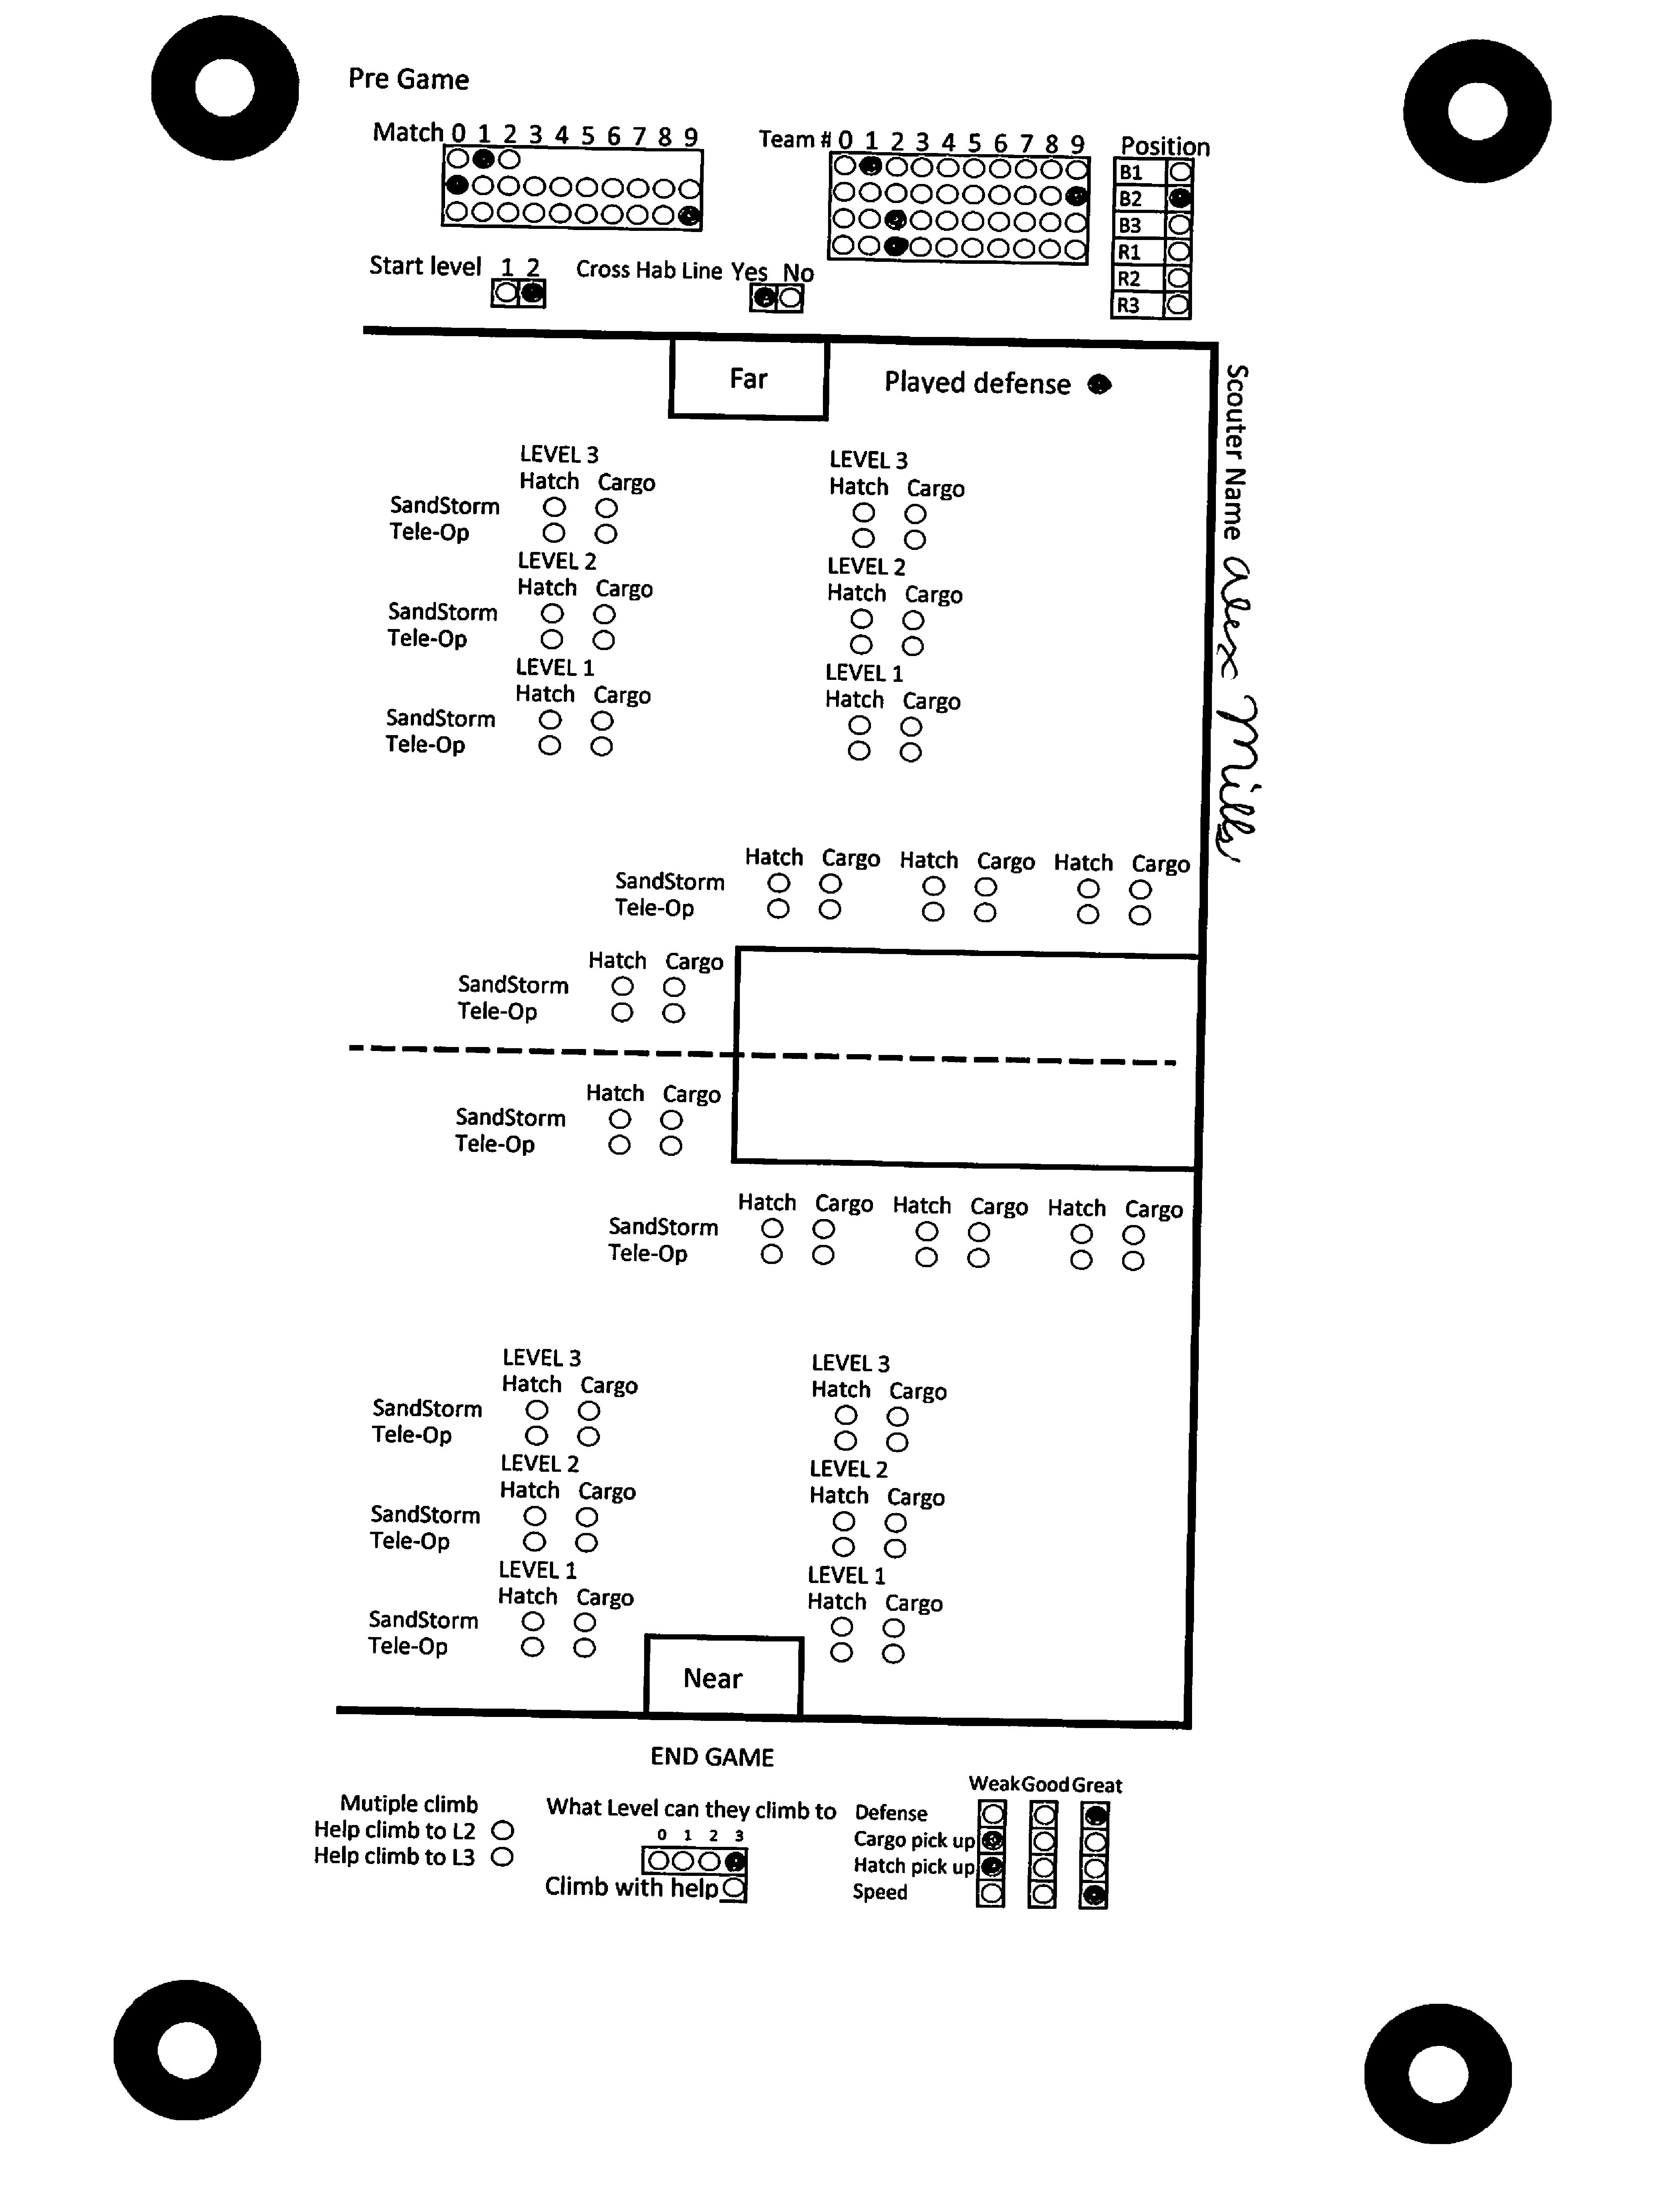 Pre Game
Match 0 1 2 3 4 5 6 7 8 9
Team # 0 1 2 3 4 5 6 7 8 9
Position
B1
B2
B3
R1
R2
R3
Start level 1 2
Cross Hab Line Yes No
Far
Played defense
Scouter Name Alex Mills
LEVEL 3 LEVEL 3
Hatch Cargo Hatch Cargo
SandStorm
Tele-Op
LEVEL 2 LEVEL 2
Hatch Cargo Hatch Cargo
SandStorm
Tele-Op
LEVEL 1 LEVEL 1
Hatch Cargo Hatch Cargo
SandStorm
Tele-Op
Hatch Cargo Hatch Cargo Hatch Cargo
SandStorm
Tele-Op
Hatch Cargo
SandStorm
Tele-Op
Hatch Cargo
SandStorm
Tele-Op
Hatch Cargo Hatch Cargo Hatch Cargo
SandStorm
Tele-Op
LEVEL 3 LEVEL 3
Hatch Cargo Hatch Cargo
SandStorm
Tele-Op
LEVEL 2 LEVEL 2
Hatch Cargo Hatch Cargo
SandStorm
Tele-Op
LEVEL 1 LEVEL 1
Hatch Cargo Hatch Cargo
SandStorm
Tele-Op
Near
END GAME
Mutiple climb
Help climb to L2
Help climb to L3
What Level can they climb to
0 1 2 3
Climb with help
Weak Good Great
Defense
Cargo pick up
Hatch pick up
Speed